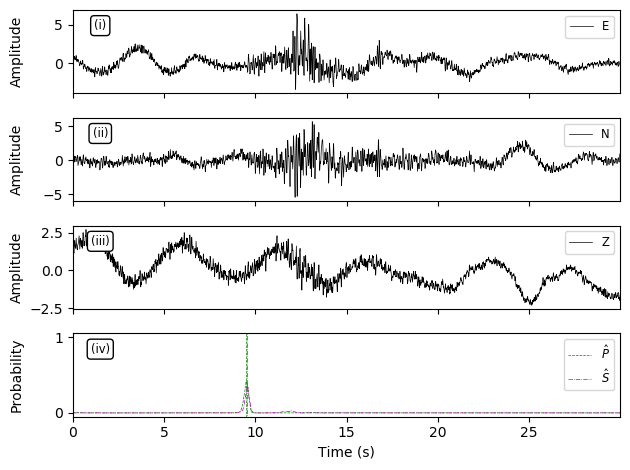 (i)
E
5
0
Amplitude
(ii)
N
5
0
−5
Amplitude
(iii)
Z
2.5
0.0
−2.5
Amplitude
(iv)
P̂
Ŝ
1
0
Probability
0 5 10 15 20 25
Time (s)